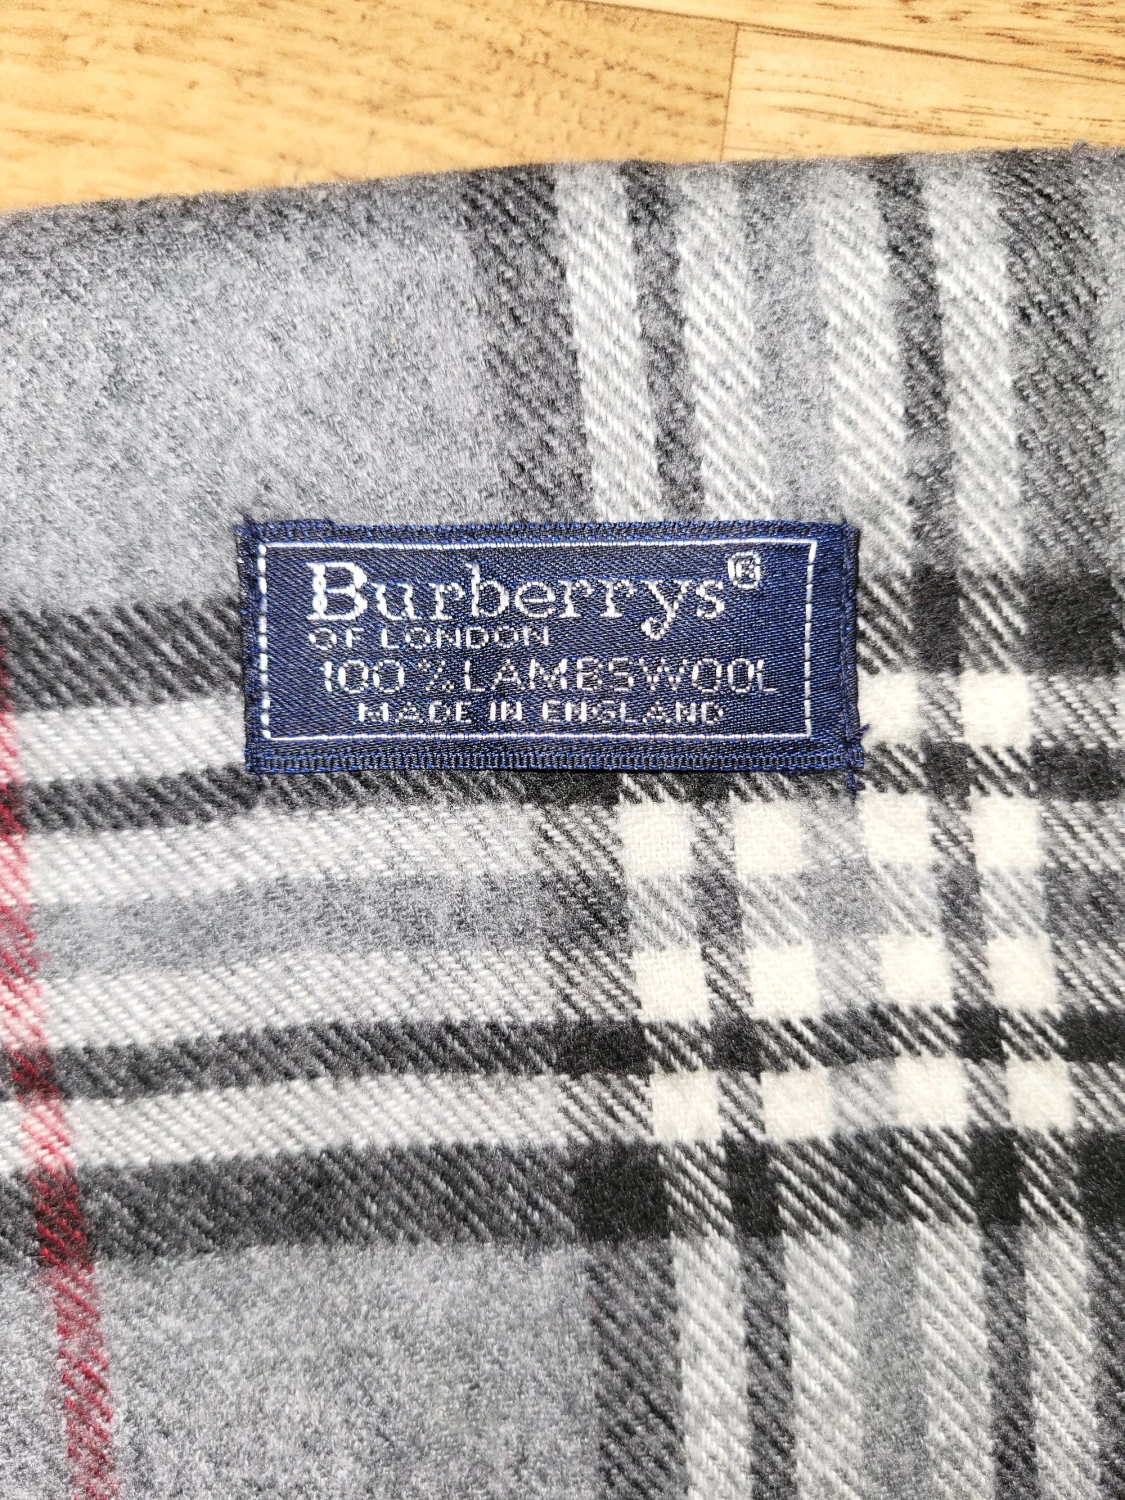 Burberrys®
OF LONDON
100% LAMBSWOOL
MADE IN ENGLAND